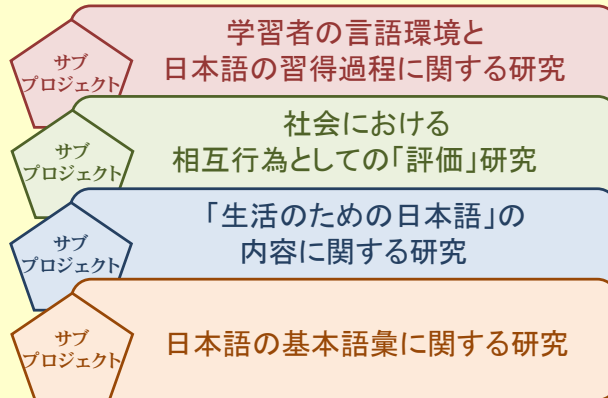 サブ
プロジェクト
学習者の言語環境と
日本語の習得過程に関する研究
サブ
プロジェクト
社会における
相互行為としての「評価」研究
サブ
プロジェクト
「生活のための日本語」の
内容に関する研究
サブ
プロジェクト
日本語の基本語彙に関する研究